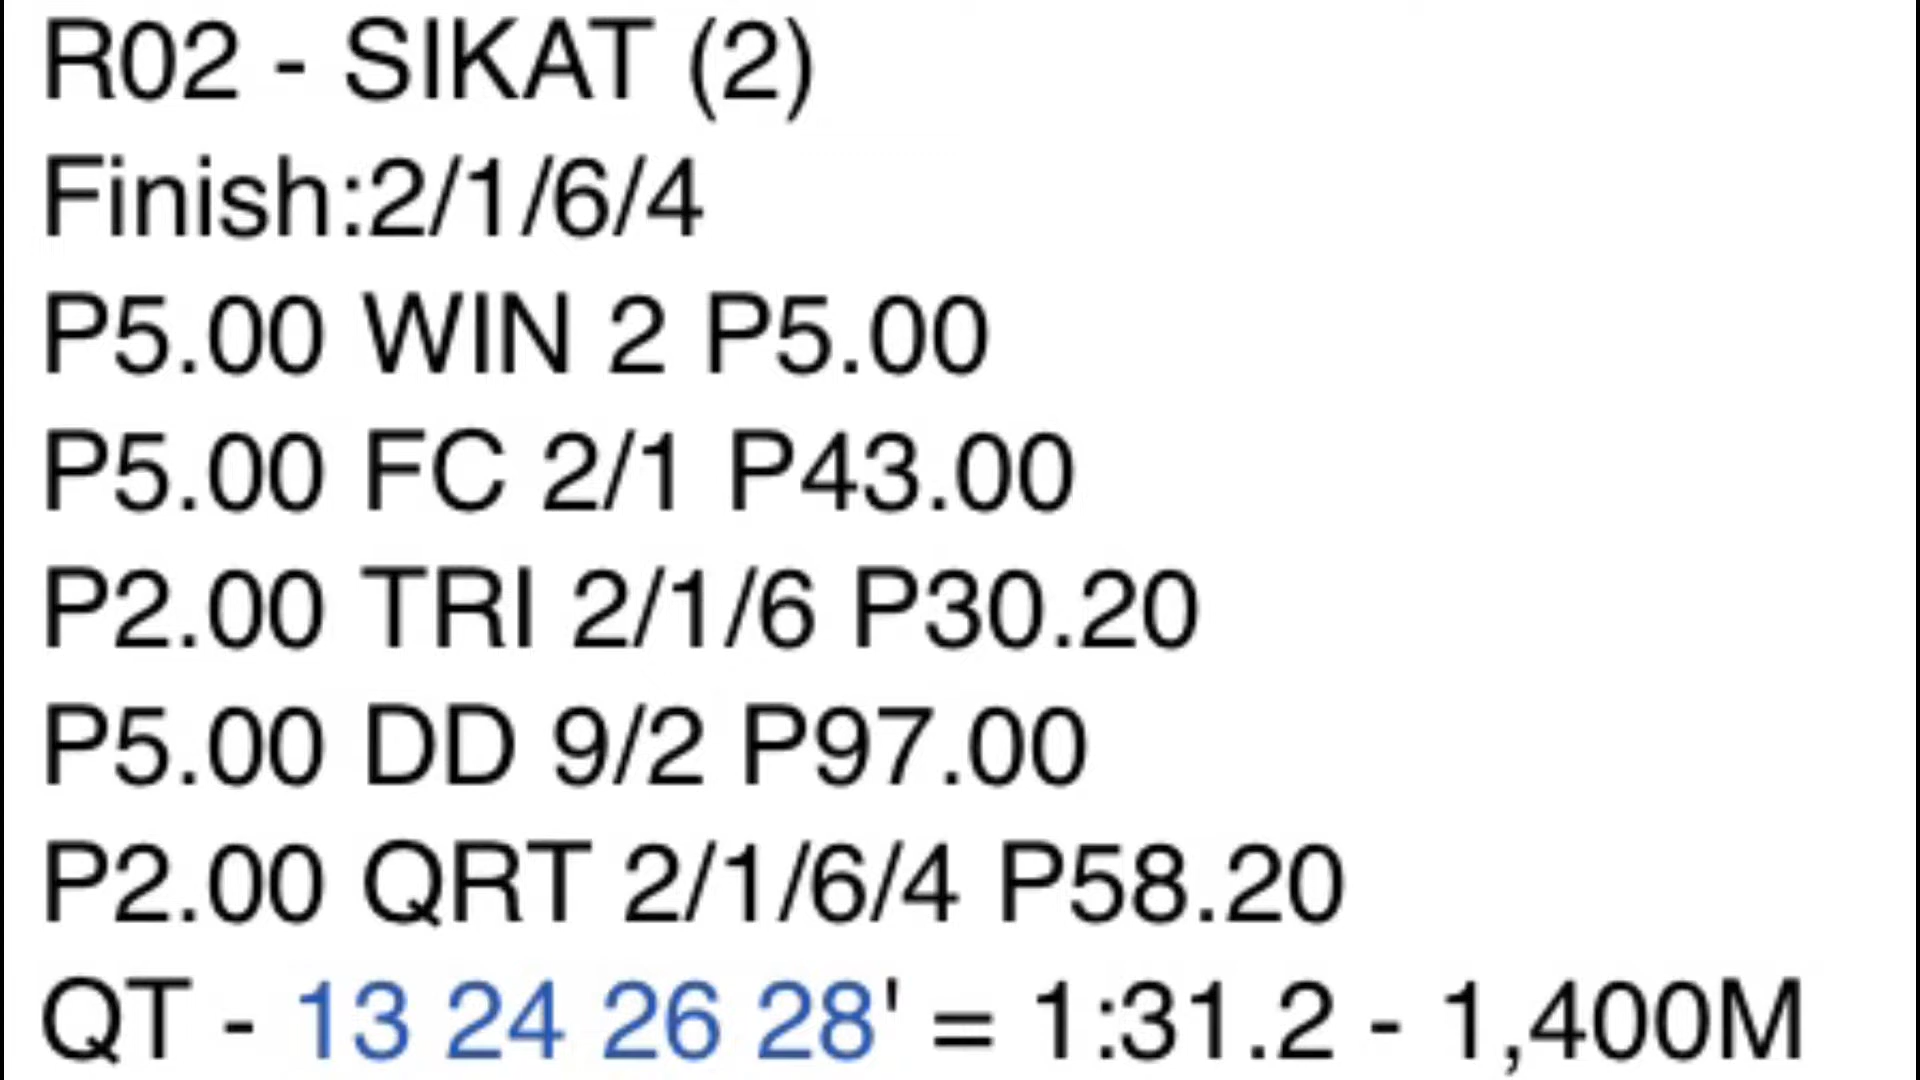 R02 - SIKAT (2)
Finish:2/1/6/4
P5.00 WIN 2 P5.00
P5.00 FC 2/1 P43.00
P2.00 TRI 2/1/6 P30.20
P5.00 DD 9/2 P97.00
P2.00 QRT 2/1/6/4 P58.20
QT - 13 24 26 28' = 1:31.2 - 1,400M